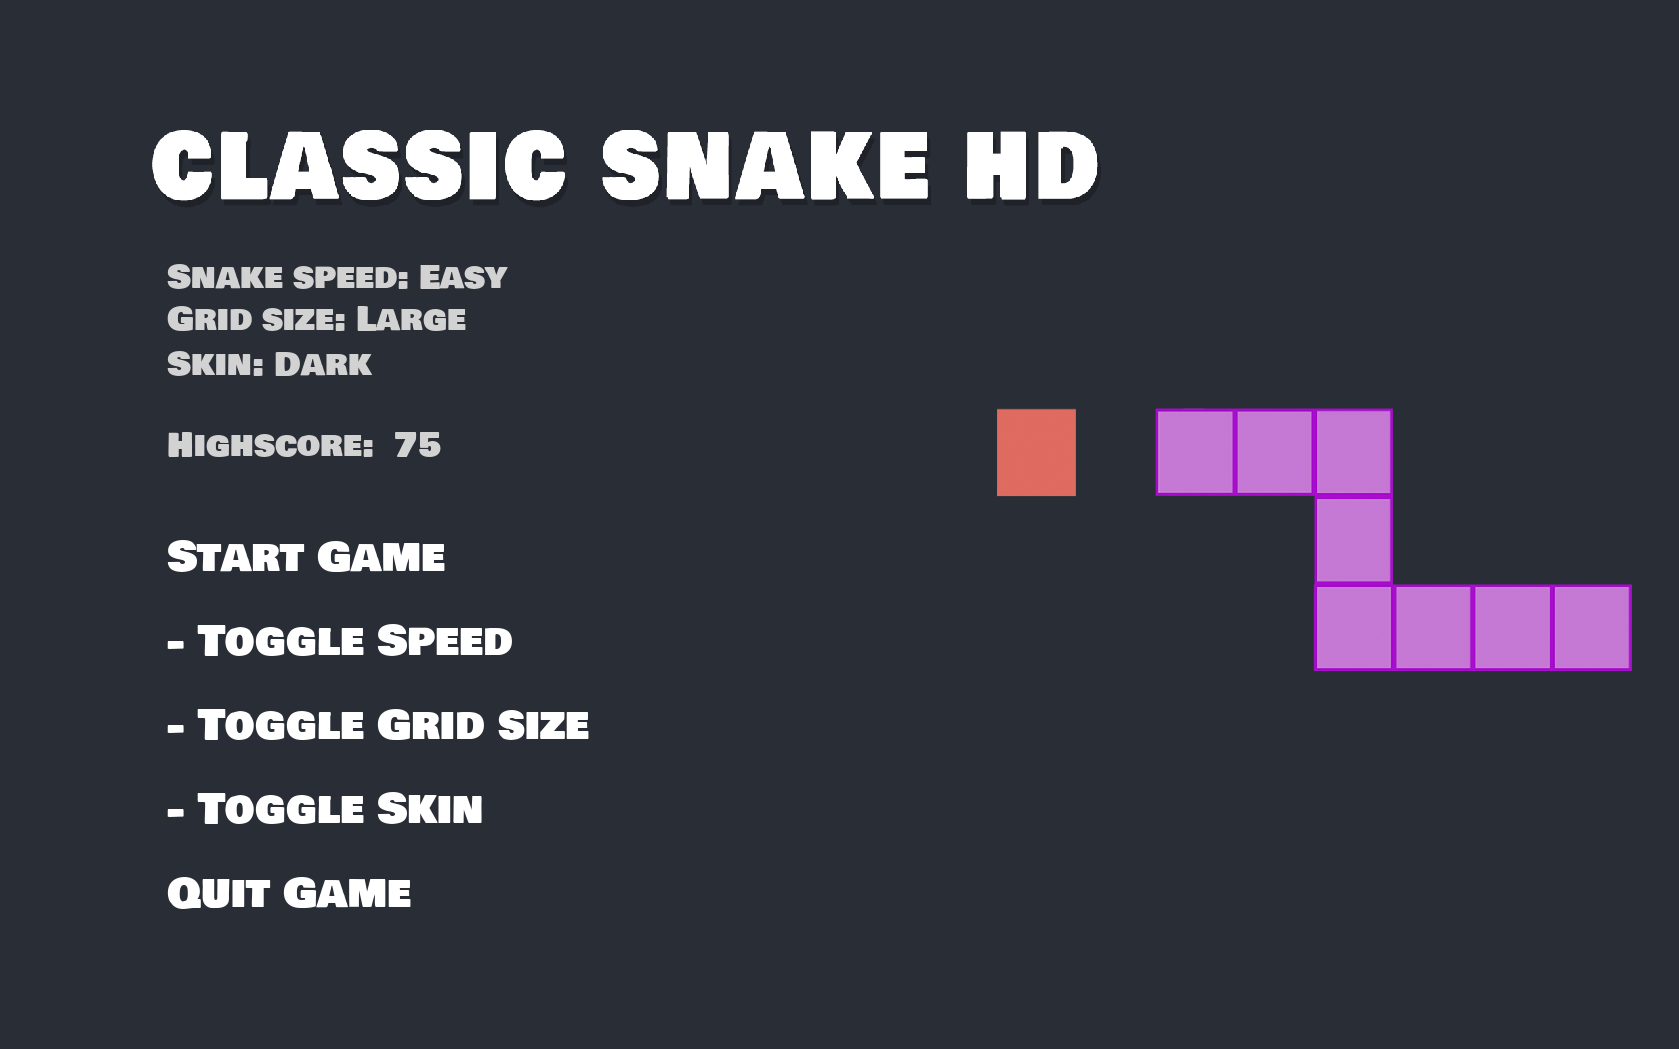 CLASSIC SNAKE HD
Snake speed: Easy
Grid size: Large
Skin: Dark
Highscore: 75
Start Game
- Toggle Speed
- Toggle Grid size
- Toggle Skin
Quit Game